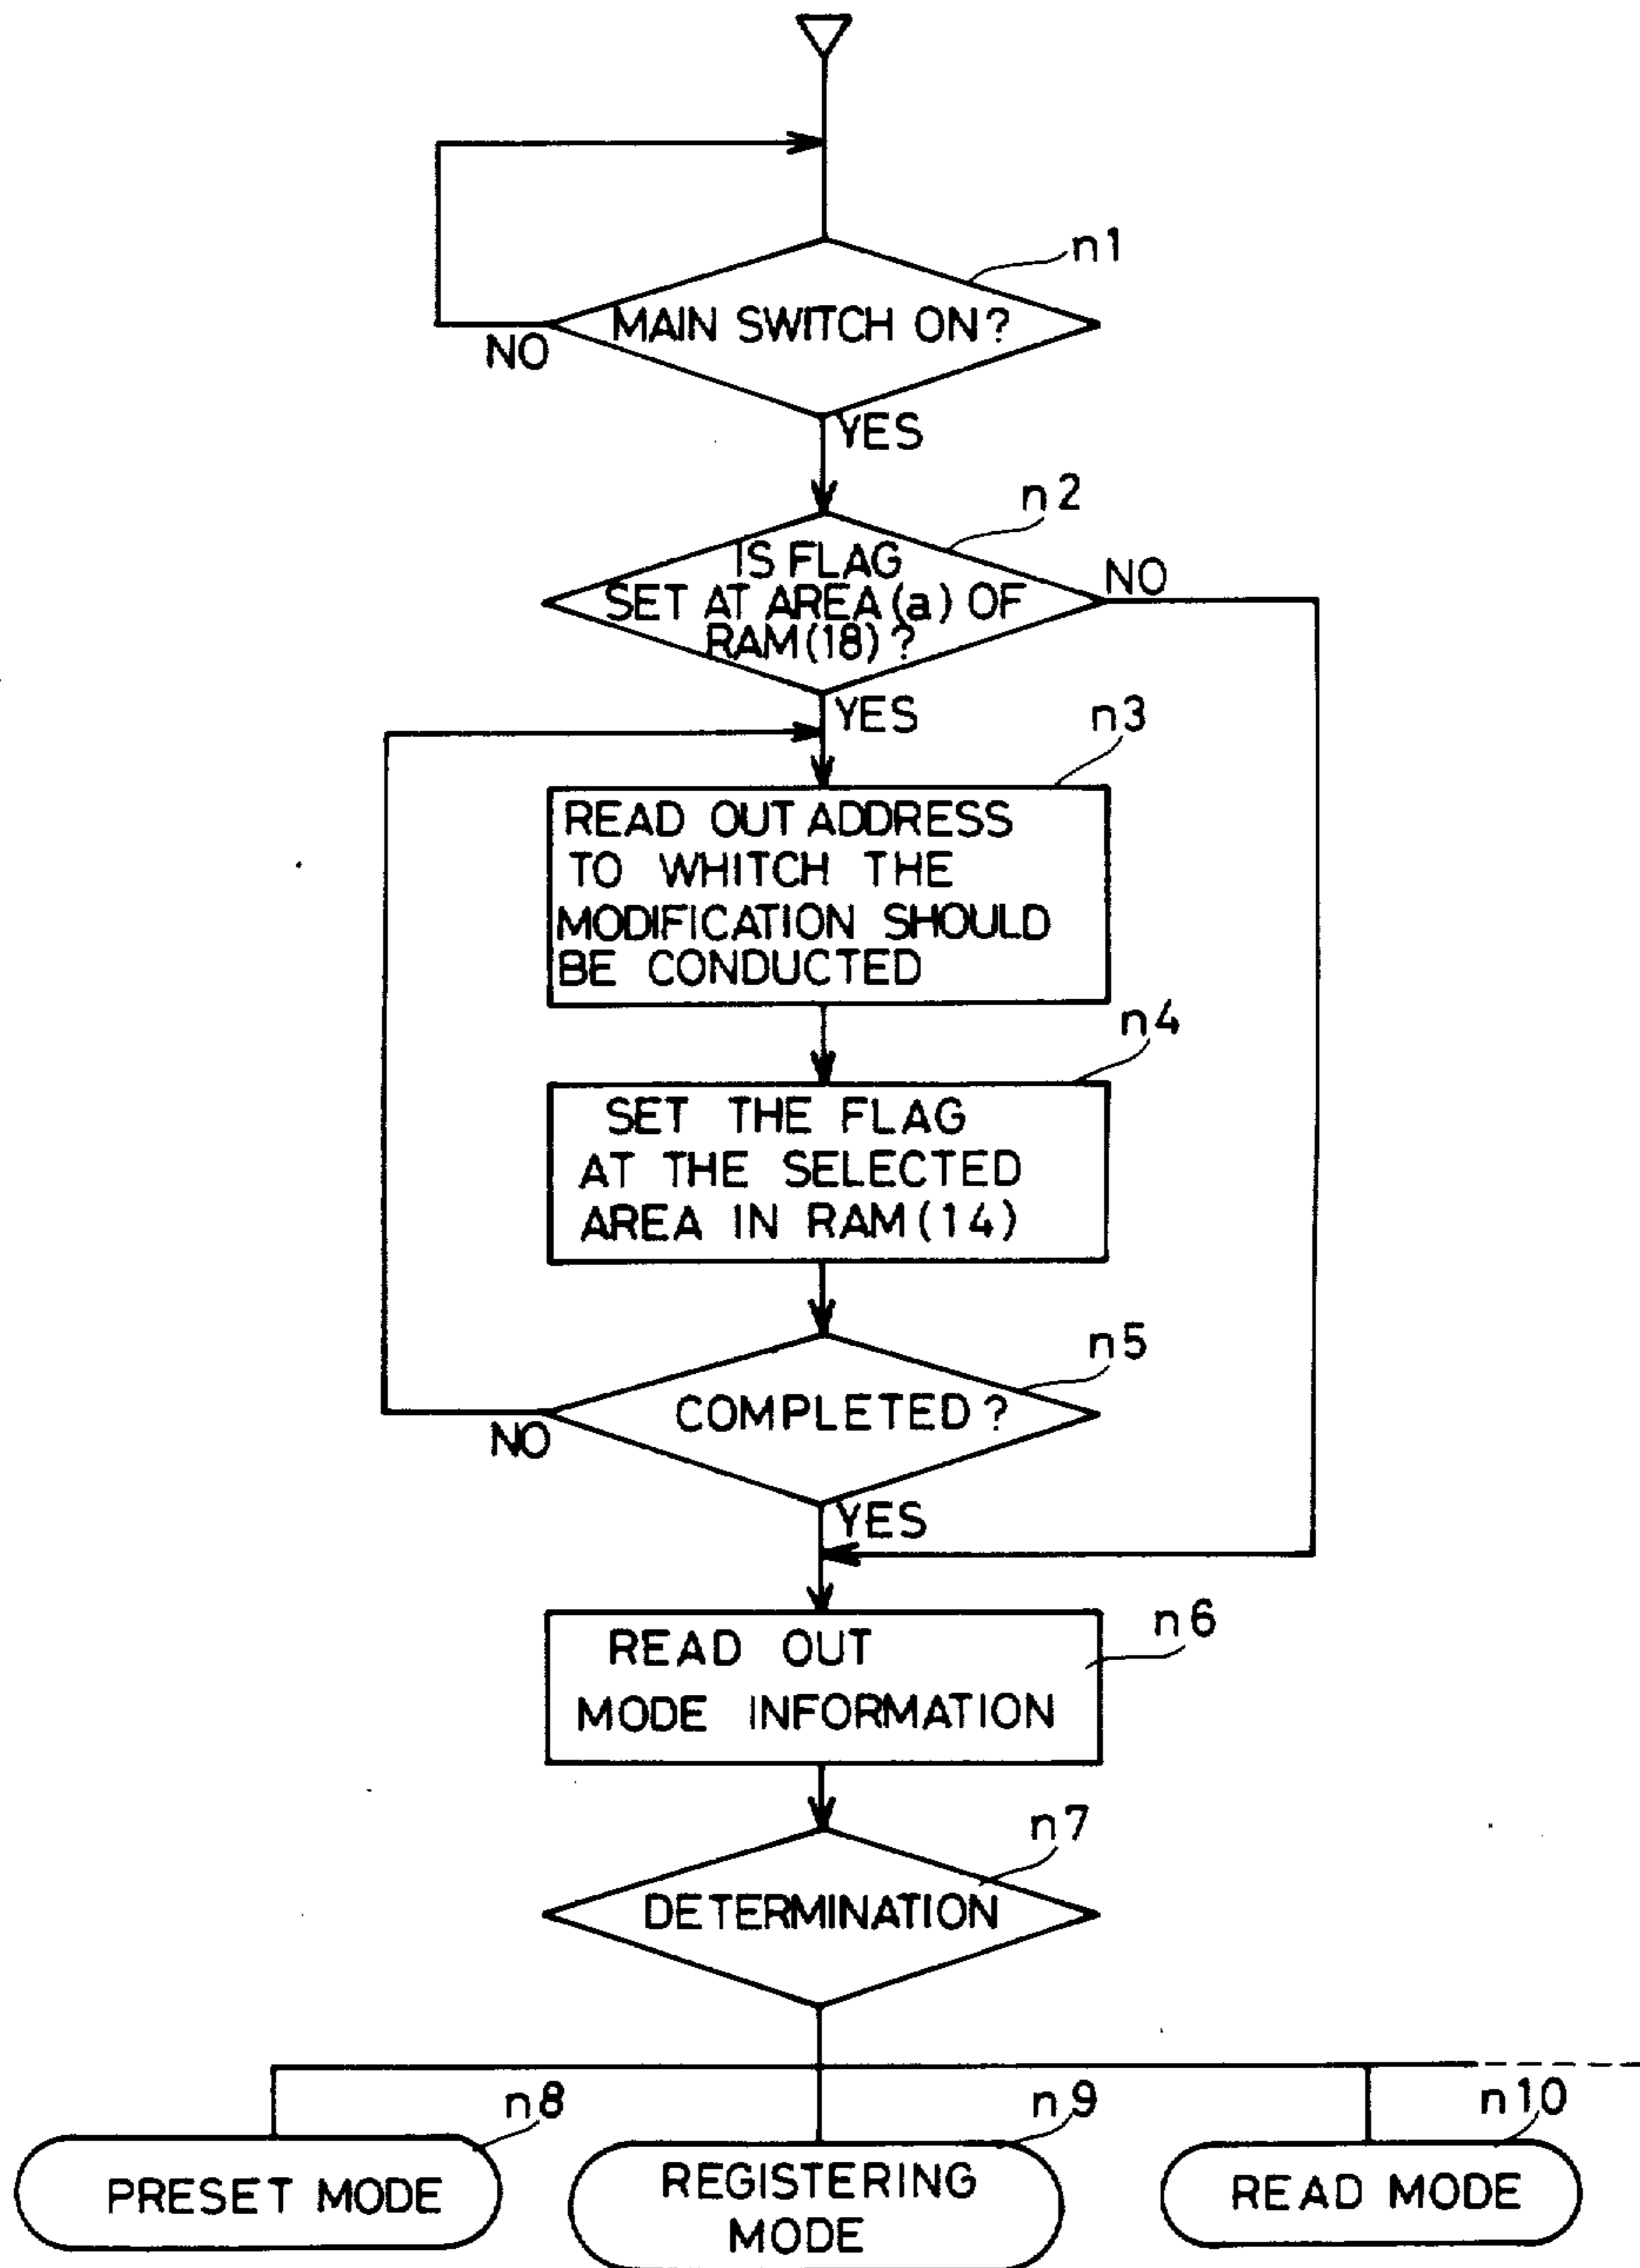 n1
MAIN SWITCH ON?
NO
YES
n2
IS FLAG
SET AT AREA(a) OF
RAM(18)?
NO
YES
n3
READ OUT ADDRESS
TO WHITCH THE
MODIFICATION SHOULD
BE CONDUCTED
n4
SET THE FLAG
AT THE SELECTED
AREA IN RAM(14)
n5
COMPLETED?
NO
YES
n6
READ OUT
MODE INFORMATION
n7
DETERMINATION
n8
PRESET MODE
n9
REGISTERING
MODE
n10
READ MODE